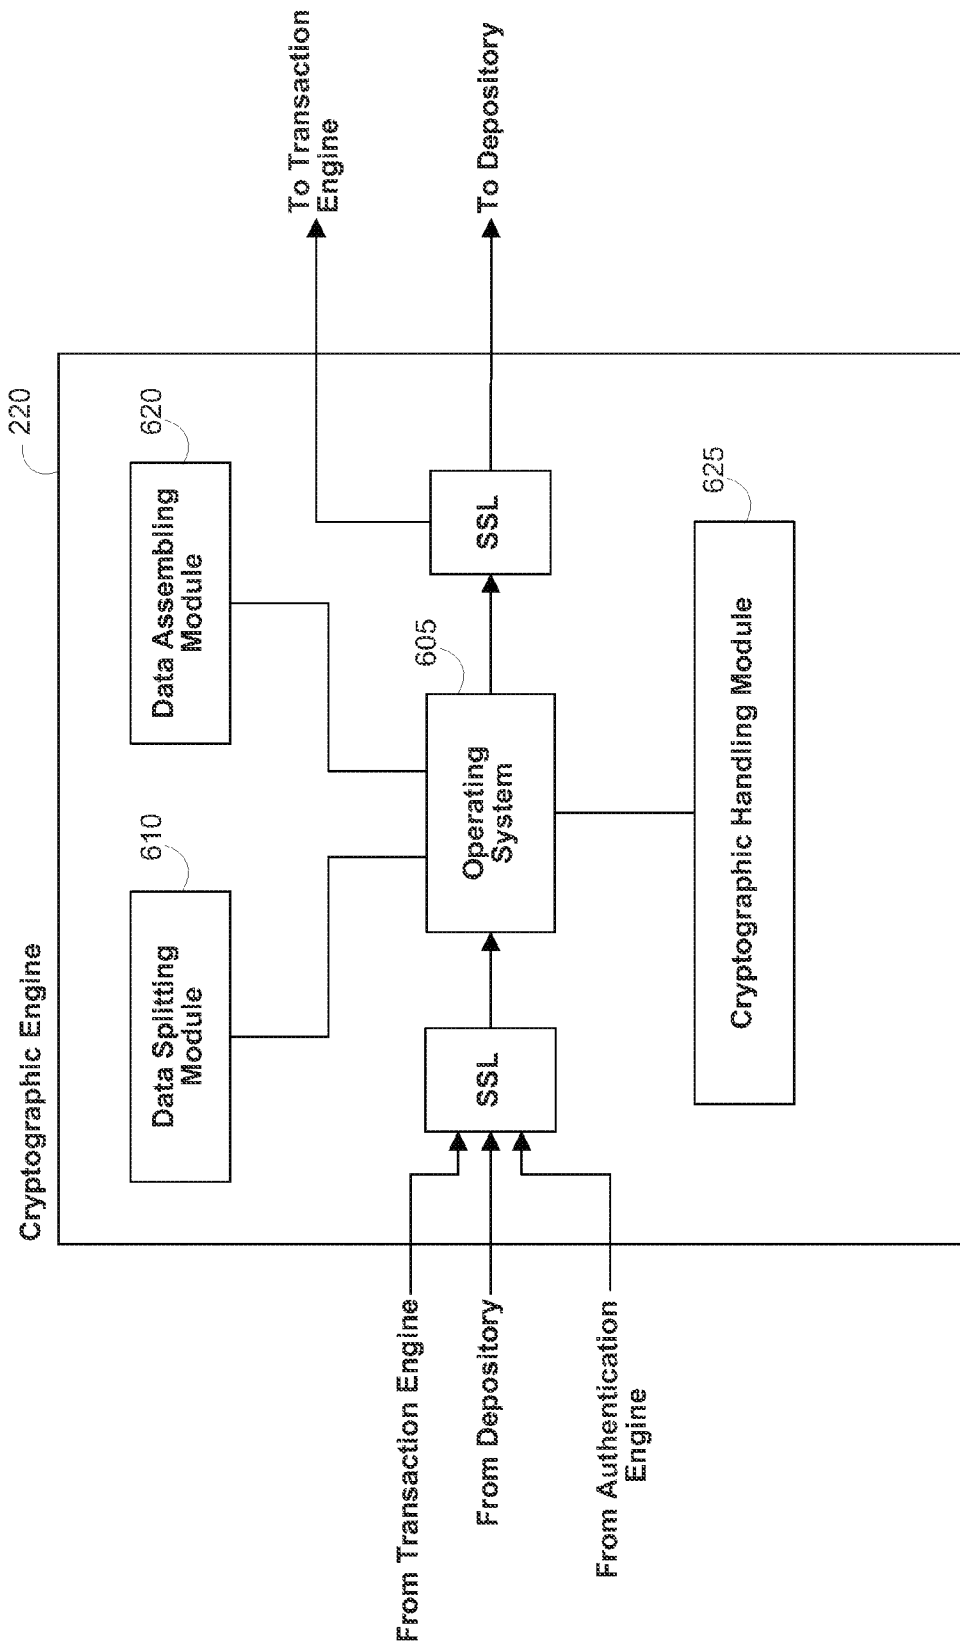 Cryptographic Engine
220
Data Splitting
Module
610
Data Assembling
Module
620
To Transaction
Engine
From Transaction Engine
From Depository
From Authentication
Engine
SSL
Operating
System
605
SSL
To Depository
Cryptographic Handling Module
625